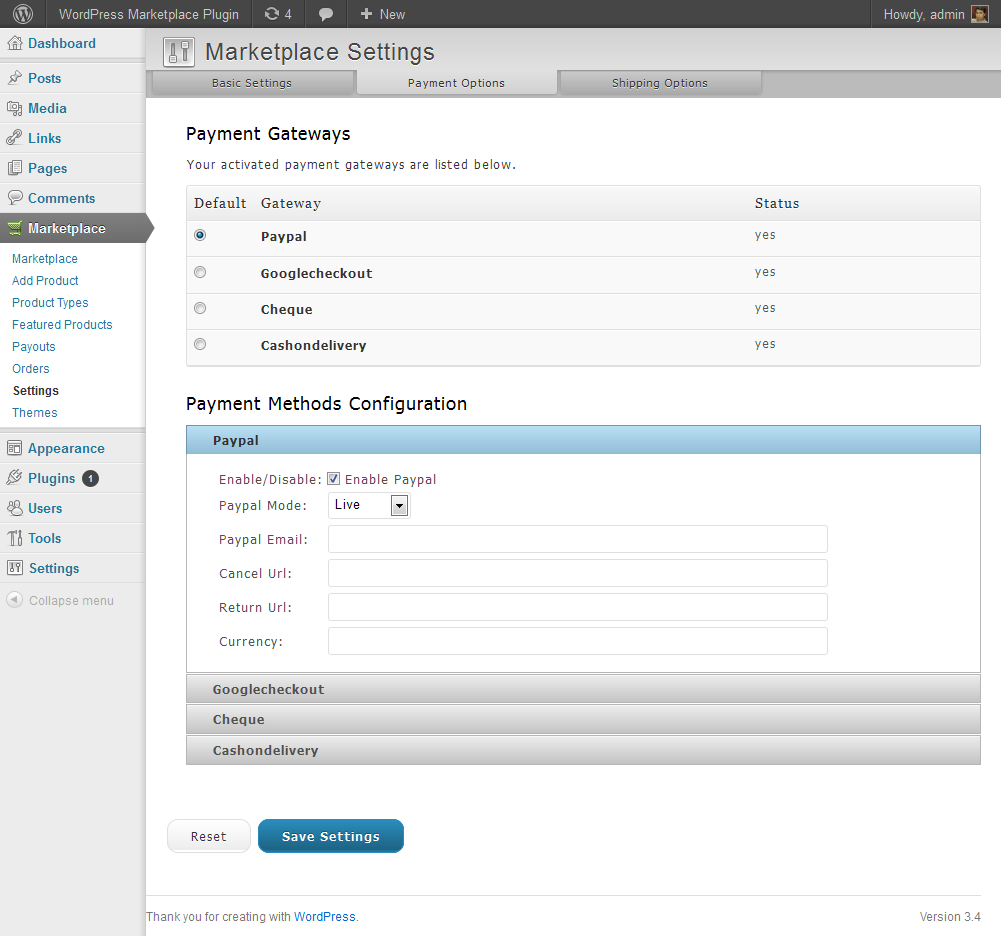 WordPress Marketplace Plugin 4 New Howdy, admin
Dashboard
Posts
Media
Links
Pages
Comments
Marketplace
Marketplace
Add Product
Product Types
Featured Products
Payouts
Orders
Settings
Themes
Appearance
Plugins 1
Users
Tools
Settings
Collapse menu
Marketplace Settings
Basic Settings Payment Options Shipping Options
Payment Gateways
Your activated payment gateways are listed below.
Default Gateway Status
Paypal yes
Googlecheckout yes
Cheque yes
Cashondelivery yes
Payment Methods Configuration
Paypal
Enable/Disable: Enable Paypal
Paypal Mode: Live
Paypal Email:
Cancel Url:
Return Url:
Currency:
Googlecheckout
Cheque
Cashondelivery
Reset Save Settings
Thank you for creating with WordPress. Version 3.4